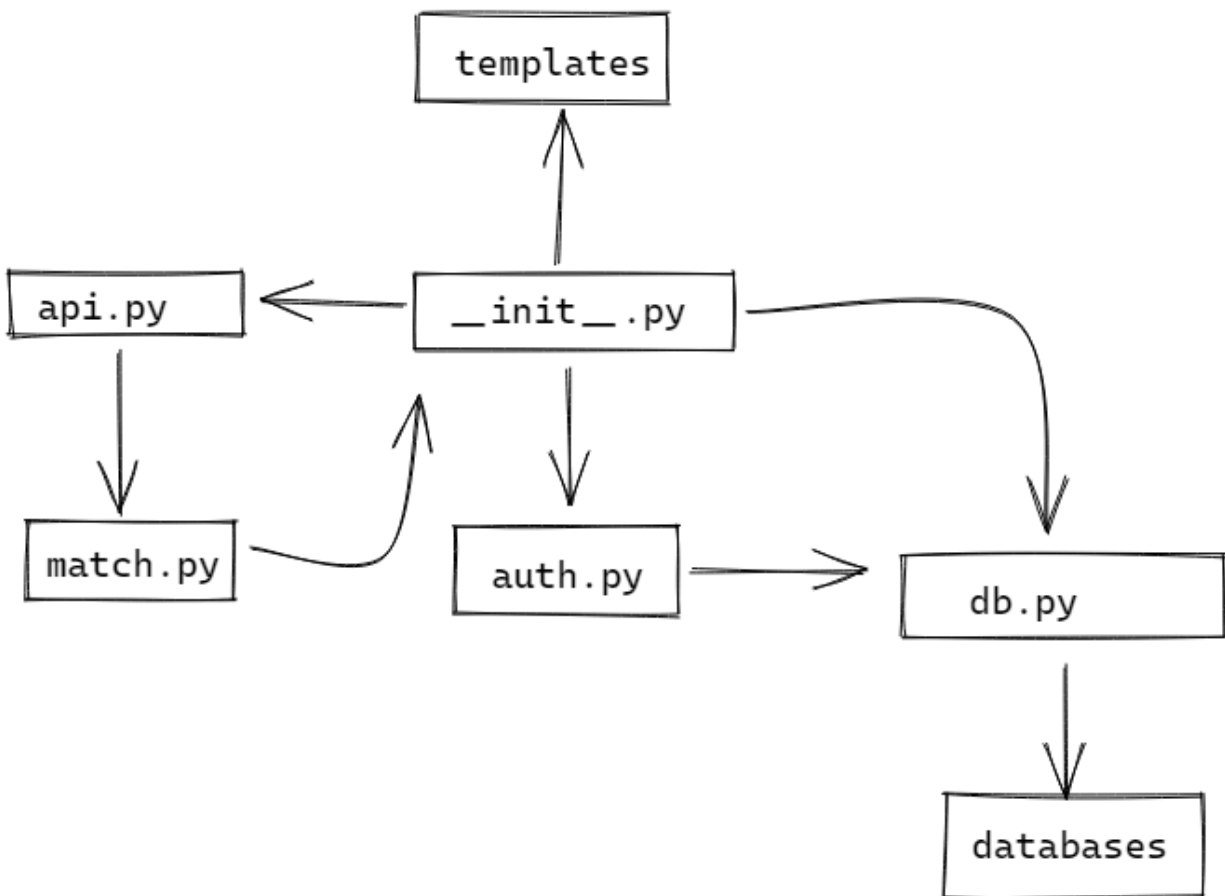 templates
api.py
__init__.py
match.py
auth.py
db.py
databases